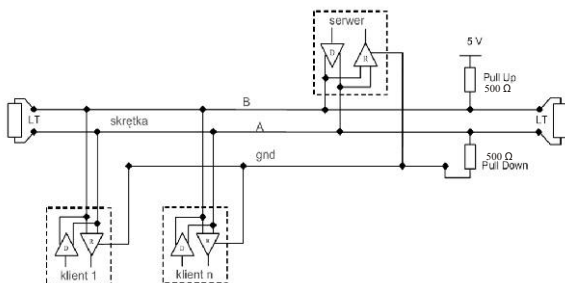 serwer
D
R
5 V
Pull Up
500 Ω
B
LT
LT
skrętka
A
gnd
500 Ω
Pull Down
D
R
D
R
klient 1
klient n